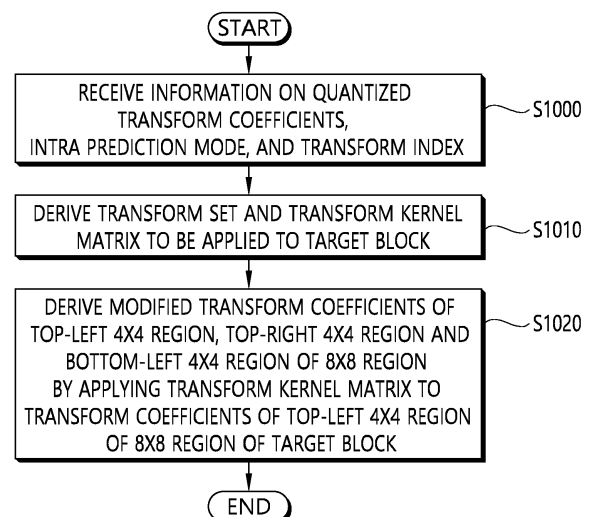 START
RECEIVE INFORMATION ON QUANTIZED
TRANSFORM COEFFICIENTS,
INTRA PREDICTION MODE, AND TRANSFORM INDEX
S1000
DERIVE TRANSFORM SET AND TRANSFORM KERNEL
MATRIX TO BE APPLIED TO TARGET BLOCK
S1010
DERIVE MODIFIED TRANSFORM COEFFICIENTS OF
TOP-LEFT 4X4 REGION, TOP-RIGHT 4X4 REGION AND
BOTTOM-LEFT 4X4 REGION OF 8X8 REGION
BY APPLYING TRANSFORM KERNEL MATRIX TO
TRANSFORM COEFFICIENTS OF TOP-LEFT 4X4 REGION
OF 8X8 REGION OF TARGET BLOCK
S1020
END